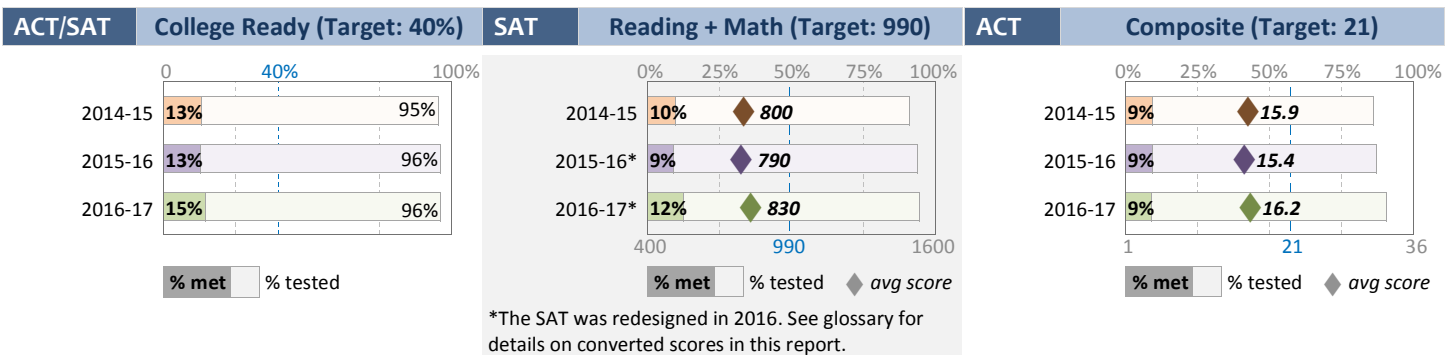 ACT/SAT College Ready (Target: 40%)
0 40% 100%
2014-15 13% 95%
2015-16 13% 96%
2016-17 15% 96%
% met % tested
SAT Reading + Math (Target: 990)
0% 25% 50% 75% 100%
2014-15 10% 800
2015-16* 9% 790
2016-17* 12% 830
400 990 1600
% met % tested avg score
*The SAT was redesigned in 2016. See glossary for
details on converted scores in this report.
ACT Composite (Target: 21)
0% 25% 50% 75% 100%
2014-15 9% 15.9
2015-16 9% 15.4
2016-17 9% 16.2
1 21 36
% met % tested avg score